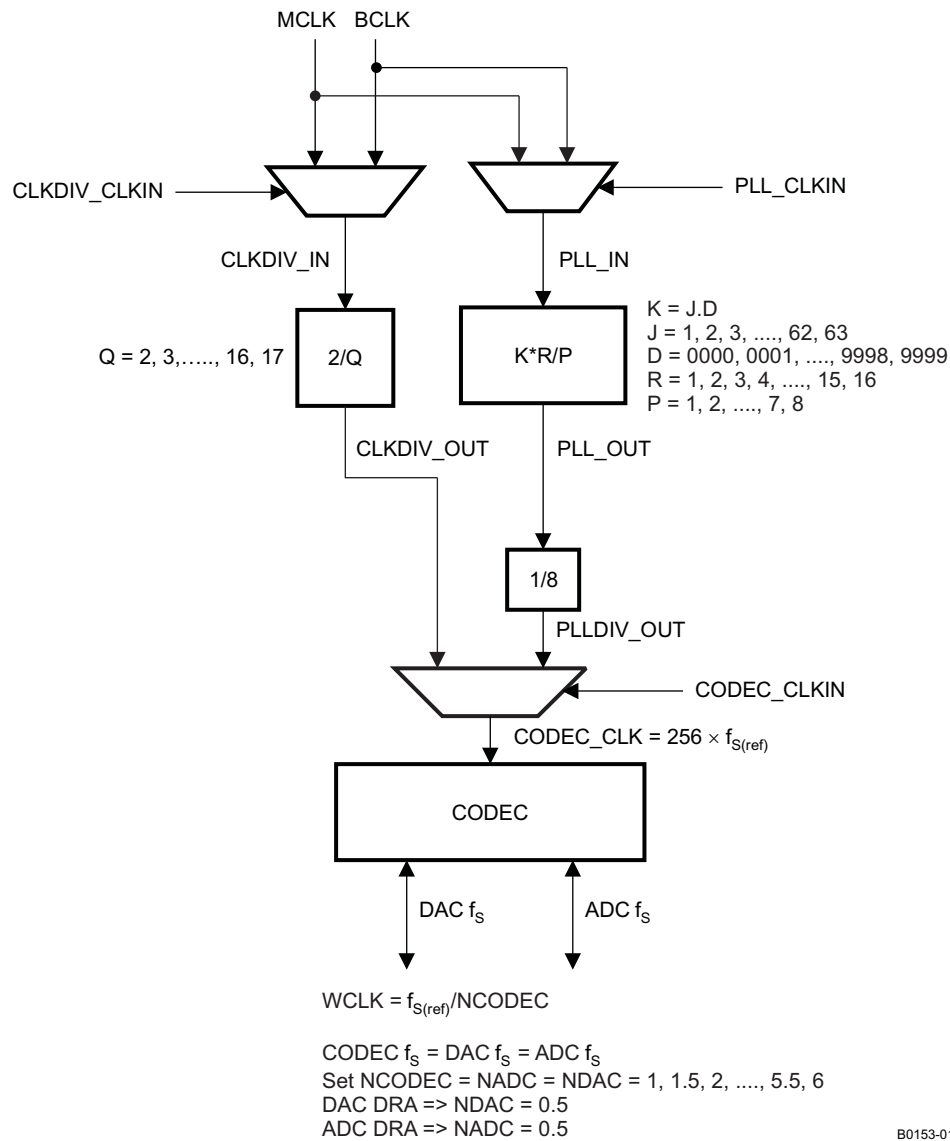 MCLK BCLK
CLKDIV_CLKIN
PLL_CLKIN
CLKDIV_IN
PLL_IN
Q = 2, 3,....., 16, 17
2/Q
K*R/P
K = J.D
J = 1, 2, 3, ...., 62, 63
D = 0000, 0001, ...., 9998, 9999
R = 1, 2, 3, 4, ...., 15, 16
P = 1, 2, ...., 7, 8
CLKDIV_OUT
PLL_OUT
1/8
PLLDIV_OUT
CODEC_CLKIN
CODEC_CLK = 256 × fS(ref)
CODEC
DAC fS
ADC fS
WCLK = fS(ref)/NCODEC
CODEC fS = DAC fS = ADC fS
Set NCODEC = NADC = NDAC = 1, 1.5, 2, ...., 5.5, 6
DAC DRA => NDAC = 0.5
ADC DRA => NADC = 0.5